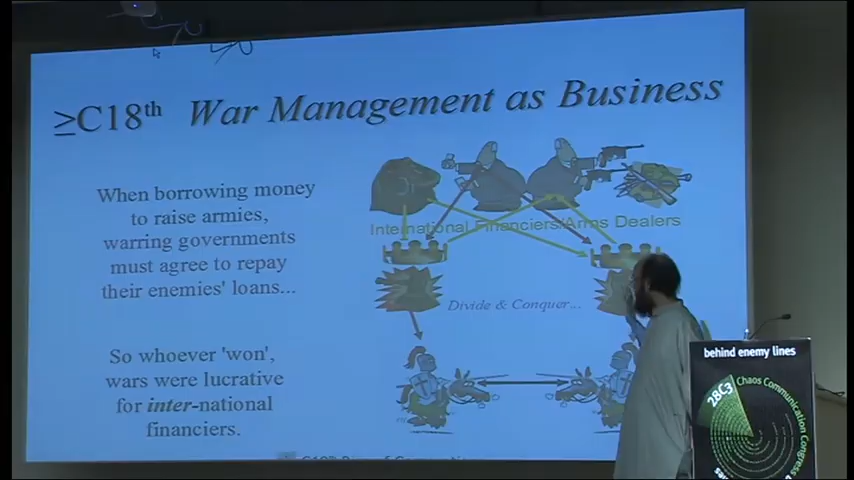 ≥C18th War Management as Business
When borrowing money
to raise armies,
warring governments
must agree to repay
their enemies' loans...
So whoever 'won',
wars were lucrative
for inter-national
financiers.
International Financiers/Arms Dealers
Divide & Conquer...
behind enemy lines
28C3
Chaos Communication Congress